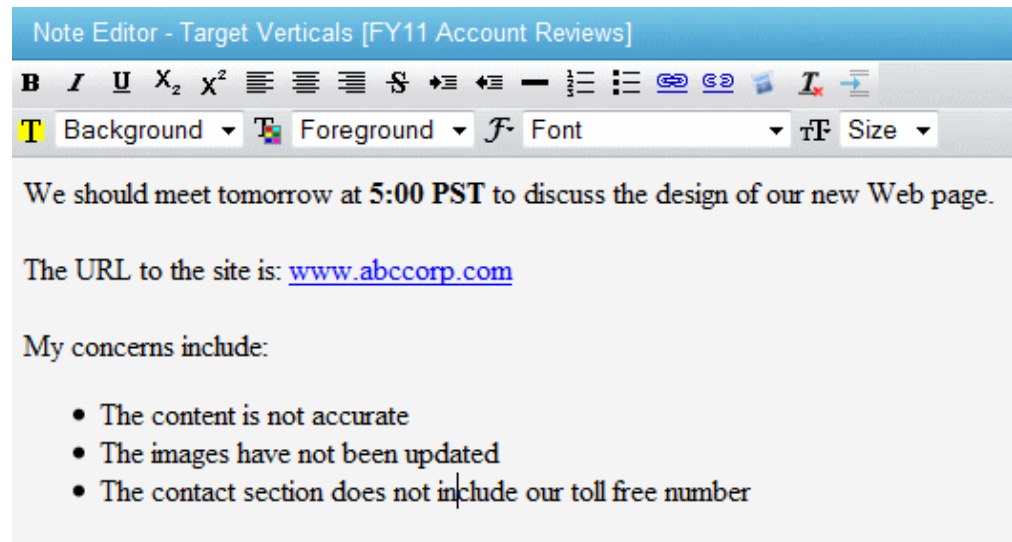 Note Editor - Target Verticals [FY11 Account Reviews]
B I U X₂ X² S T
T Background T Foreground F Font TT Size
We should meet tomorrow at 5:00 PST to discuss the design of our new Web page.
The URL to the site is: www.abccorp.com
My concerns include:
• The content is not accurate
• The images have not been updated
• The contact section does not include our toll free number